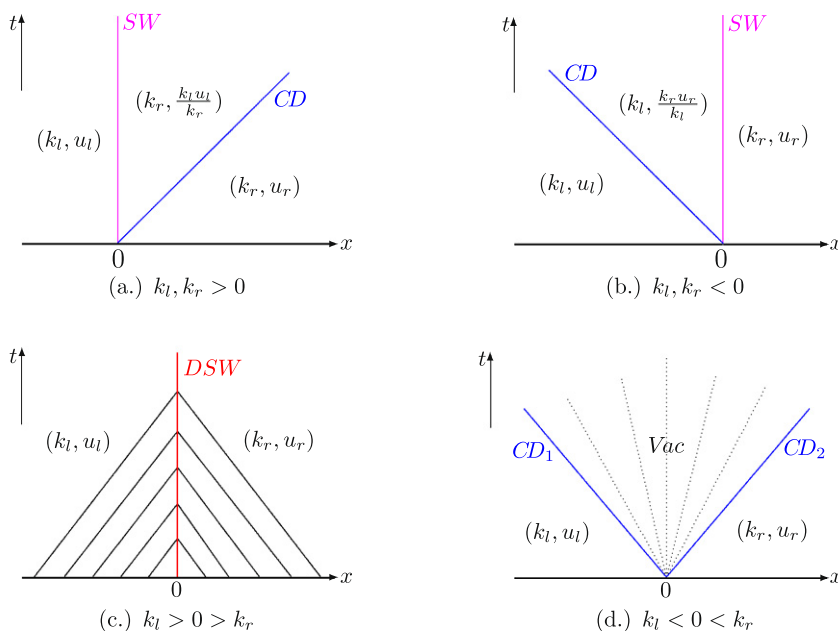 t
SW
(k_l, u_l)
(k_r, \frac{k_l u_l}{k_r})
CD
(k_r, u_r)
x
0
(a.) k_l, k_r > 0
t
SW
CD
(k_l, \frac{k_r u_r}{k_l})
(k_r, u_r)
(k_l, u_l)
x
0
(b.) k_l, k_r < 0
t
DSW
(k_l, u_l)
(k_r, u_r)
x
0
(c.) k_l > 0 > k_r
t
Vac
CD_1
CD_2
(k_l, u_l)
(k_r, u_r)
x
0
(d.) k_l < 0 < k_r